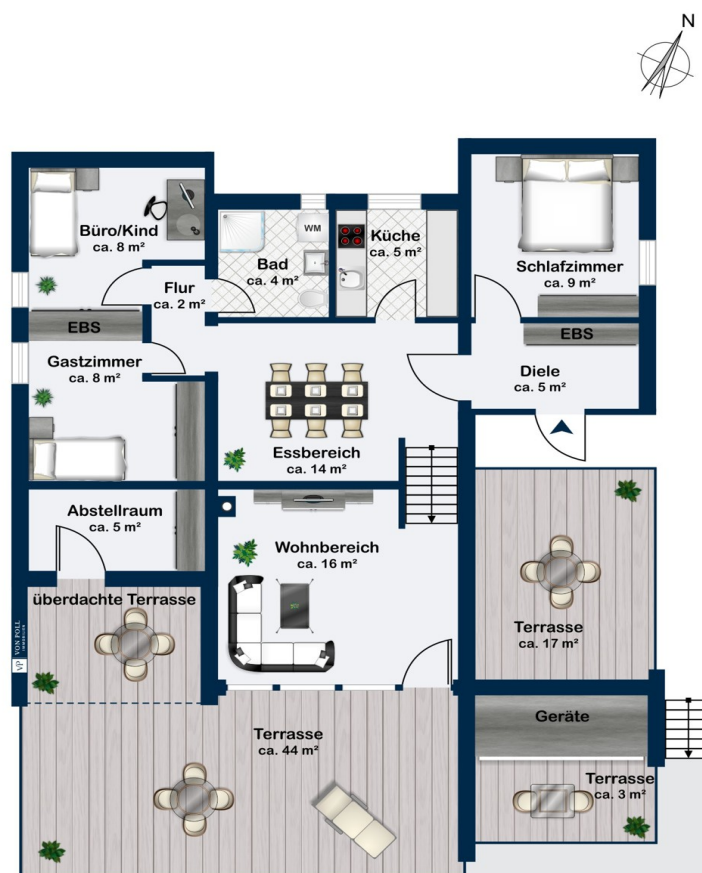 N
Büro/Kind
ca. 8 m²
Flur
ca. 2 m²
Bad
ca. 4 m²
WM
Küche
ca. 5 m²
Schlafzimmer
ca. 9 m²
EBS
Gastzimmer
ca. 8 m²
EBS
Diele
ca. 5 m²
Essbereich
ca. 14 m²
Abstellraum
ca. 5 m²
Wohnbereich
ca. 16 m²
überdachte Terrasse
Terrasse
ca. 17 m²
VP
VON POLL
IMMOBILIEN
Terrasse
ca. 44 m²
Geräte
Terrasse
ca. 3 m²